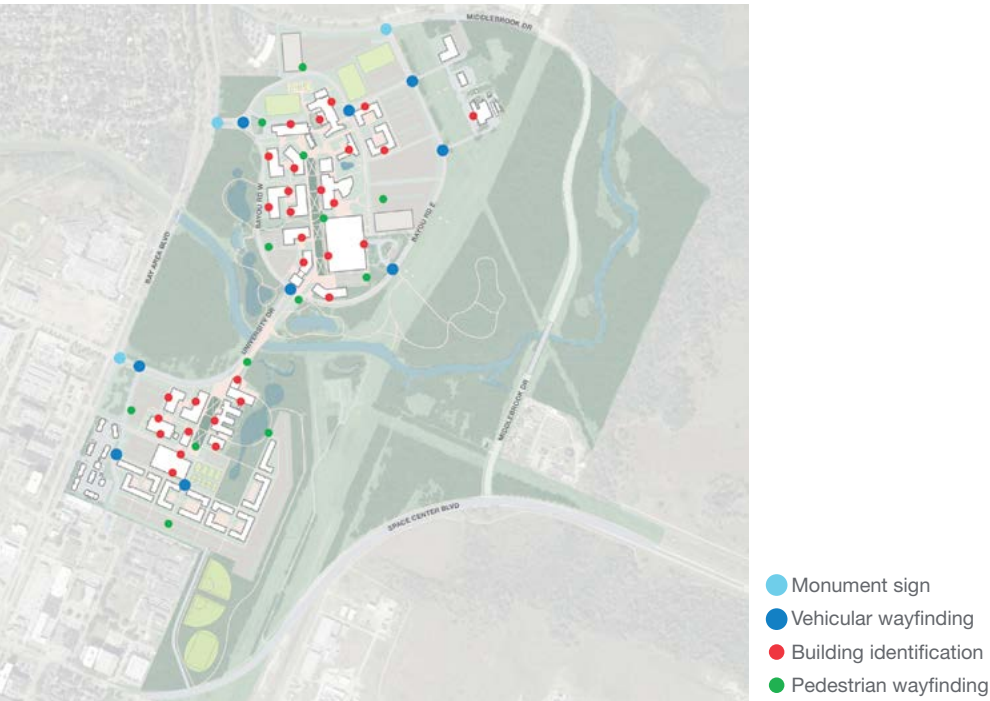 MIDDLEBROOK DR
BAYOU RD W
BAYOU RD E
BAY AREA BLVD
UNIVERSITY DR
MIDDLEBROOK DR
SPACE CENTER BLVD
Monument sign
Vehicular wayfinding
Building identification
Pedestrian wayfinding